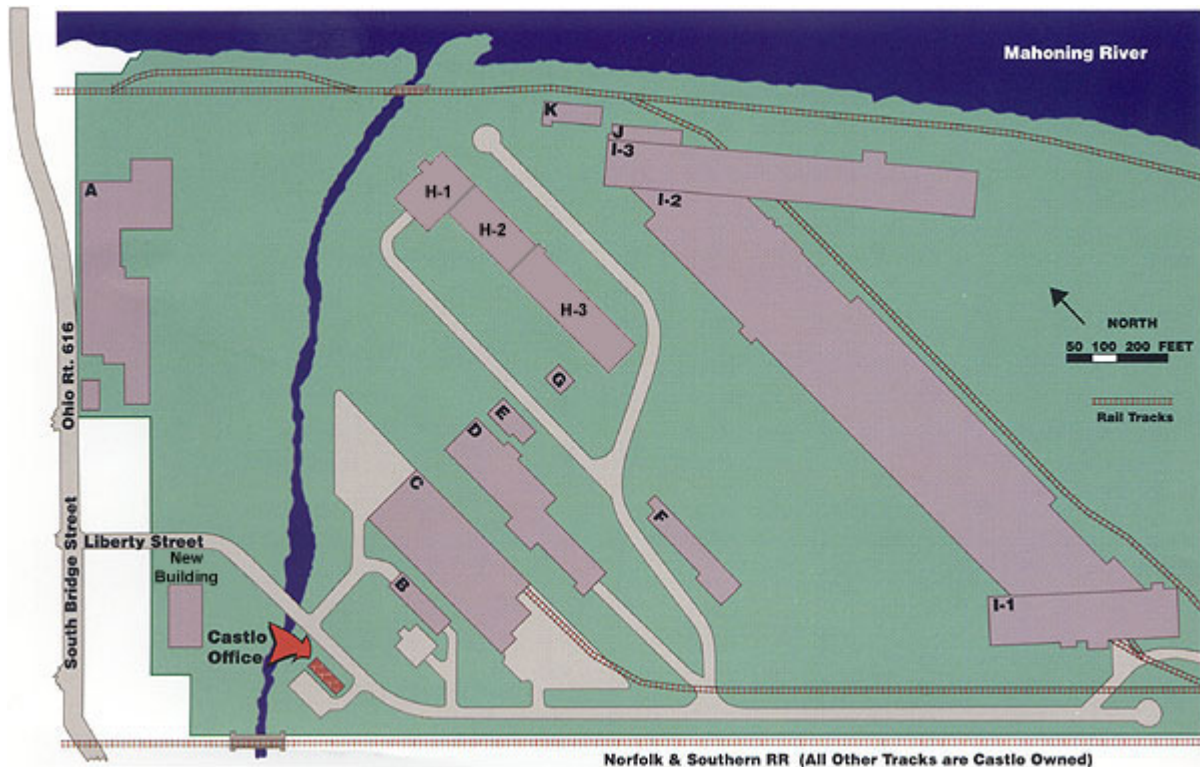 Mahoning River
K
J
I-3
A
H-1
I-2
H-2
H-3
NORTH
50 100 200 FEET
Rail Tracks
Ohio Rt. 616
G
E
D
C
F
South Bridge Street
Liberty Street
New
Building
B
I-1
Castlo
Office
Norfolk & Southern RR (All Other Tracks are Castlo Owned)